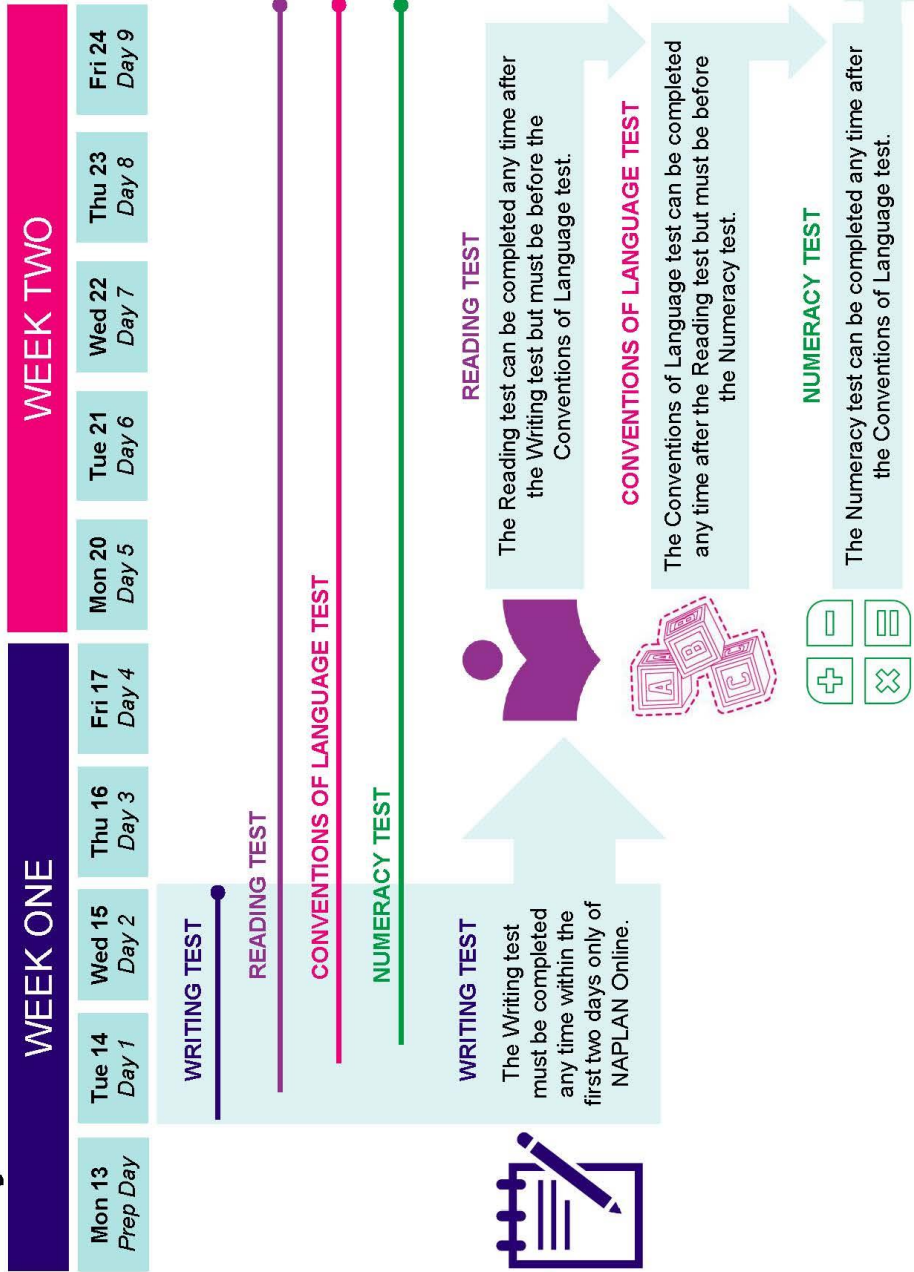 WEEK ONE
WEEK TWO
Mon 13
Prep Day
Tue 14
Day 1
Wed 15
Day 2
Thu 16
Day 3
Fri 17
Day 4
Mon 20
Day 5
Tue 21
Day 6
Wed 22
Day 7
Thu 23
Day 8
Fri 24
Day 9
WRITING TEST
READING TEST
CONVENTIONS OF LANGUAGE TEST
NUMERACY TEST
WRITING TEST
The Writing test
must be completed
any time within the
first two days only of
NAPLAN Online.
READING TEST
The Reading test can be completed any time after
the Writing test but must be before the
Conventions of Language test.
A
B
C
CONVENTIONS OF LANGUAGE TEST
The Conventions of Language test can be completed
any time after the Reading test but must be before
the Numeracy test.
+ −
× =
NUMERACY TEST
The Numeracy test can be completed any time after
the Conventions of Language test.